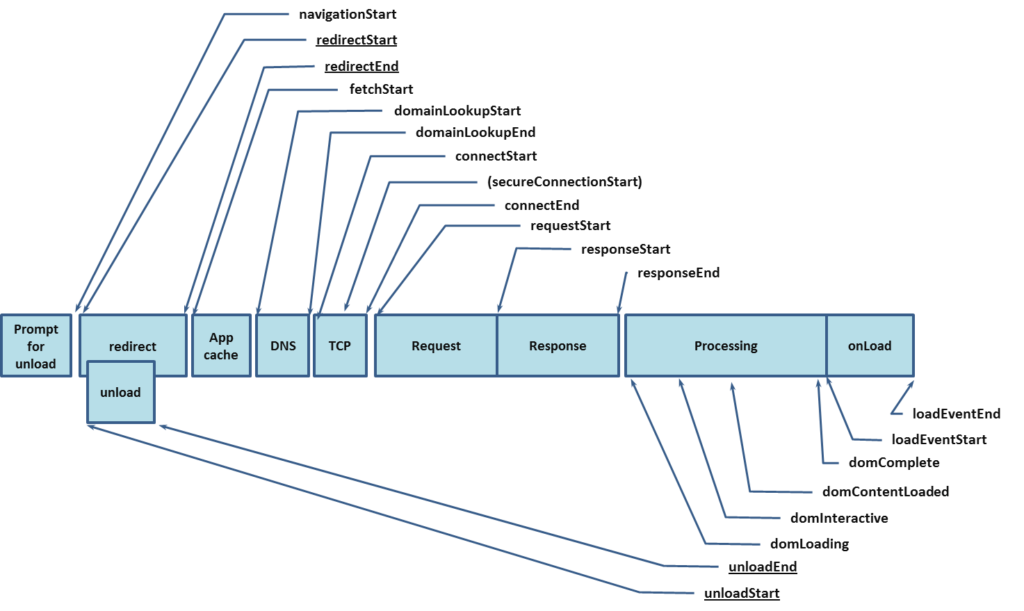 navigationStart
redirectStart
redirectEnd
fetchStart
domainLookupStart
domainLookupEnd
connectStart
(secureConnectionStart)
connectEnd
requestStart
responseStart
responseEnd
Prompt
for
unload
redirect
unload
App
cache
DNS
TCP
Request
Response
Processing
onLoad
loadEventEnd
loadEventStart
domComplete
domContentLoaded
domInteractive
domLoading
unloadEnd
unloadStart